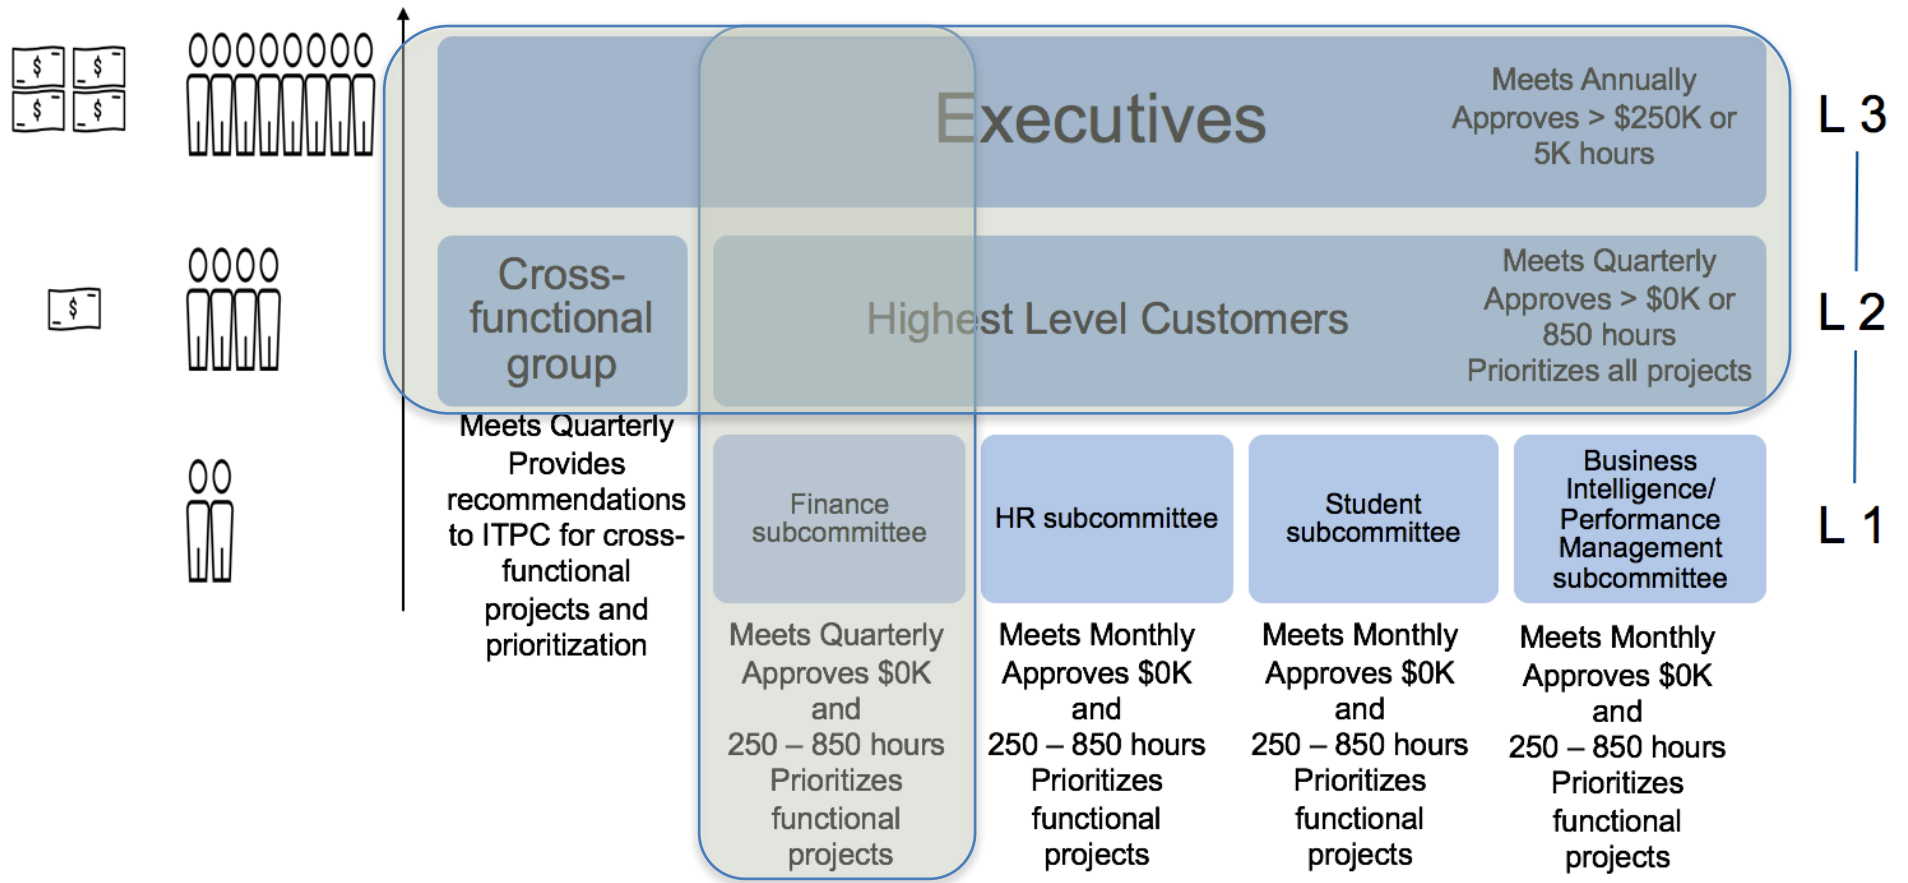 $ $
$ $
Executives
Meets Annually
Approves > $250K or
5K hours
L 3
$
Cross-
functional
group
Highest Level Customers
Meets Quarterly
Approves > $0K or
850 hours
Prioritizes all projects
L 2
Meets Quarterly
Provides
recommendations
to ITPC for cross-
functional
projects and
prioritization
Finance
subcommittee
HR subcommittee
Student
subcommittee
Business
Intelligence/
Performance
Management
subcommittee
L 1
Meets Quarterly
Approves $0K
and
250 – 850 hours
Prioritizes
functional
projects
Meets Monthly
Approves $0K
and
250 – 850 hours
Prioritizes
functional
projects
Meets Monthly
Approves $0K
and
250 – 850 hours
Prioritizes
functional
projects
Meets Monthly
Approves $0K
and
250 – 850 hours
Prioritizes
functional
projects